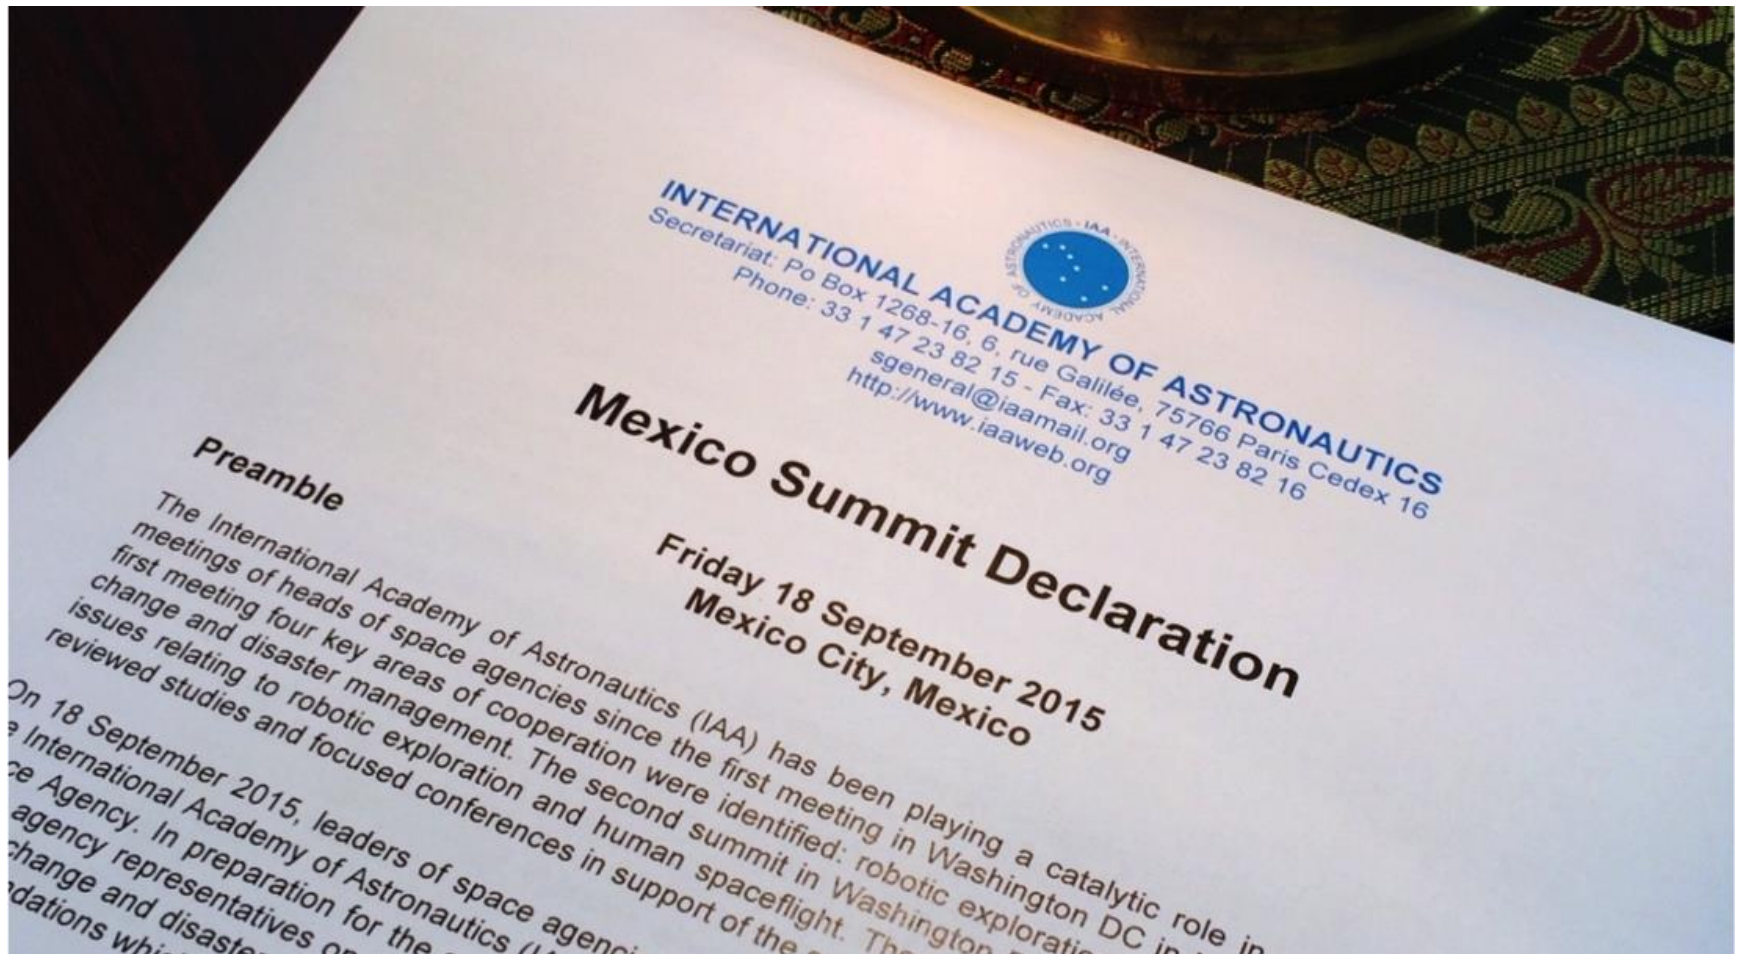 ASTRONAUTICS - IAA - INTERNATIONAL ACADEMY OF
INTERNATIONAL ACADEMY OF ASTRONAUTICS
Secretariat: Po Box 1268-16, 6, rue Galilée, 75766 Paris Cedex 16
Phone: 33 1 47 23 82 15 - Fax: 33 1 47 23 82 16
sgeneral@iaamail.org
http://www.iaaweb.org
Mexico Summit Declaration
Friday 18 September 2015
Mexico City, Mexico
Preamble
The International Academy of Astronautics (IAA) has been playing a catalytic role in
meetings of heads of space agencies since the first meeting in Washington DC in
first meeting four key areas of cooperation were identified: robotic
change and disaster management. The second summit in Washington
issues relating to robotic exploration and human spaceflight.
reviewed studies and focused conferences in support of the
On 18 September 2015, leaders of space
International Academy of Astronautics
Agency. In preparation for the
agency representatives
and